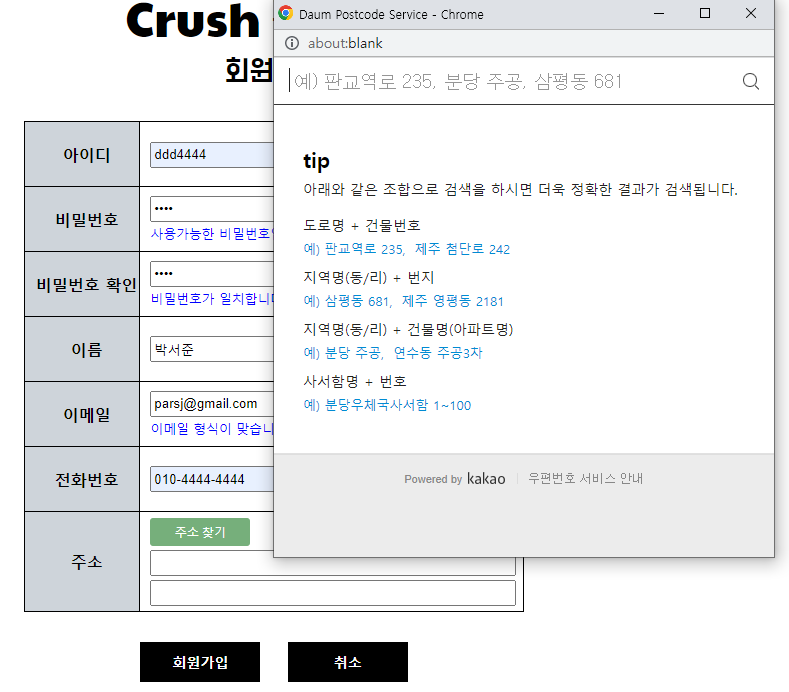 Crush
회원
아이디
ddd4444
비밀번호
••••
사용가능한 비밀번호
비밀번호 확인
••••
비밀번호가 일치합니
이름
박서준
이메일
parsj@gmail.com
이메일 형식이 맞습니
전화번호
010-4444-4444
주소
주소 찾기
회원가입
취소
Daum Postcode Service - Chrome
about:blank
예) 판교역로 235, 분당 주공, 삼평동 681
tip
아래와 같은 조합으로 검색을 하시면 더욱 정확한 결과가 검색됩니다.
도로명 + 건물번호
예) 판교역로 235, 제주 첨단로 242
지역명(동/리) + 번지
예) 삼평동 681, 제주 영평동 2181
지역명(동/리) + 건물명(아파트명)
예) 분당 주공, 연수동 주공3차
사서함명 + 번호
예) 분당우체국사서함 1~100
Powered by kakao
우편번호 서비스 안내